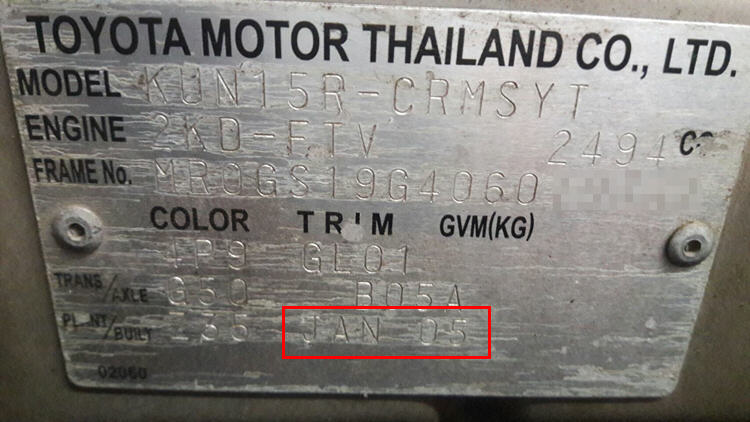 TOYOTA MOTOR THAILAND CO., LTD.
MODEL KUN15R-CRMSYT
ENGINE 2KD-FTV 2494 CC
FRAME No. MR0GS19G4060
COLOR TRIM GVM(KG)
4P9 GL01
TRANS/AXLE G50 B05A
PLANT/BUILT JAN 05
02060